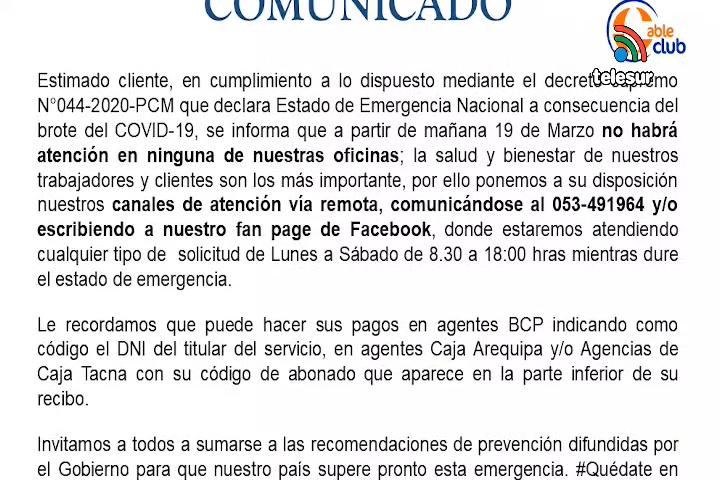 COMUNICADO
able
club
telesur
Estimado cliente, en cumplimiento a lo dispuesto mediante el decreto supremo
N°044-2020-PCM que declara Estado de Emergencia Nacional a consecuencia del
brote del COVID-19, se informa que a partir de mañana 19 de Marzo no habrá
atención en ninguna de nuestras oficinas; la salud y bienestar de nuestros
trabajadores y clientes son los más importante, por ello ponemos a su disposición
nuestros canales de atención vía remota, comunicándose al 053-491964 y/o
escribiendo a nuestro fan page de Facebook, donde estaremos atendiendo
cualquier tipo de solicitud de Lunes a Sábado de 8.30 a 18:00 hras mientras dure
el estado de emergencia.
Le recordamos que puede hacer sus pagos en agentes BCP indicando como
código el DNI del titular del servicio, en agentes Caja Arequipa y/o Agencias de
Caja Tacna con su código de abonado que aparece en la parte inferior de su
recibo.
Invitamos a todos a sumarse a las recomendaciones de prevención difundidas por
el Gobierno para que nuestro país supere pronto esta emergencia. #Quédate en